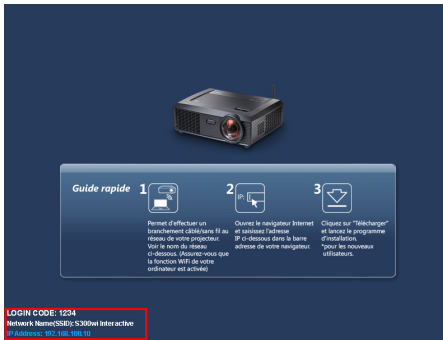 Guide rapide
1
Permet d'effectuer un
branchement câblé/sans fil au
réseau de votre projecteur.
Voir le nom du réseau
ci-dessous. (Assurez-vous que
la fonction WiFi de votre
ordinateur est activée)
2
IP:
Ouvrez le navigateur Internet
et saisissez l'adresse
IP ci-dessous dans la barre
adresse de votre navigateur.
3
Cliquez sur "Télécharger"
et lancez le programme
d'installation.
*pour les nouveaux
utilisateurs.
LOGIN CODE: 1234
Network Name(SSID): S300wi Interactive
IP Address: 192.168.168.10